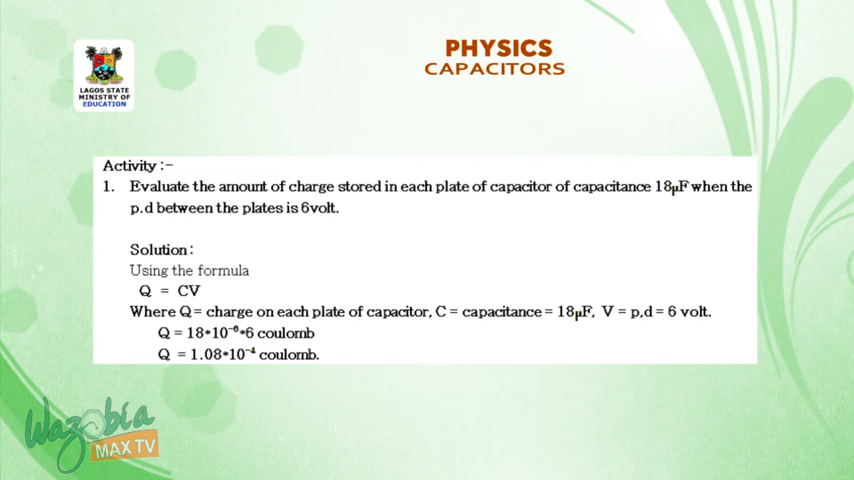 PHYSICS
CAPACITORS
LAGOS STATE
MINISTRY OF
EDUCATION
Activity :-
1. Evaluate the amount of charge stored in each plate of capacitor of capacitance 18μF when the
p.d between the plates is 6volt.
Solution:
Using the formula
Q = CV
Where Q = charge on each plate of capacitor, C = capacitance = 18μF, V = p,d = 6 volt.
Q = 18*10⁻⁶*6 coulomb
Q = 1.08*10⁻⁴ coulomb.
Wazobia
MAX TV